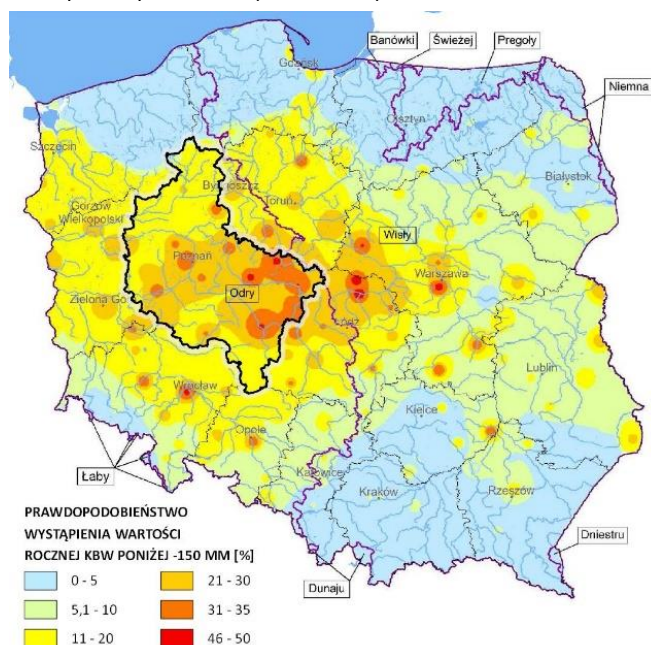 Banówki
Świeżej
Pregoły
Niemna
Gdańsk
Olsztyn
Szczecin
Białystok
Bydgoszcz
Gorzów
Wielkopolski
Toruń
Wisły
Poznań
Warszawa
Zielona Gó
Odry
Łódź
Wrocław
Lublin
Opole
Kielce
Łaby
Katowice
Kraków
Rzeszów
Dniestru
Dunaju
PRAWDOPODOBIEŃSTWO
WYSTĄPIENIA WARTOŚCI
ROCZNEJ KBW PONIŻEJ -150 MM [%]
0 - 5
21 - 30
5,1 - 10
31 - 35
11 - 20
46 - 50